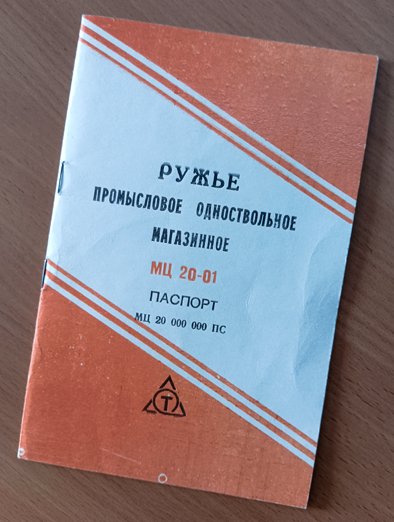 РУЖЬЕ
ПРОМЫСЛОВОЕ ОДНОСТВОЛЬНОЕ
МАГАЗИННОЕ
МЦ 20-01
ПАСПОРТ
МЦ 20 000 000 ПС
Т